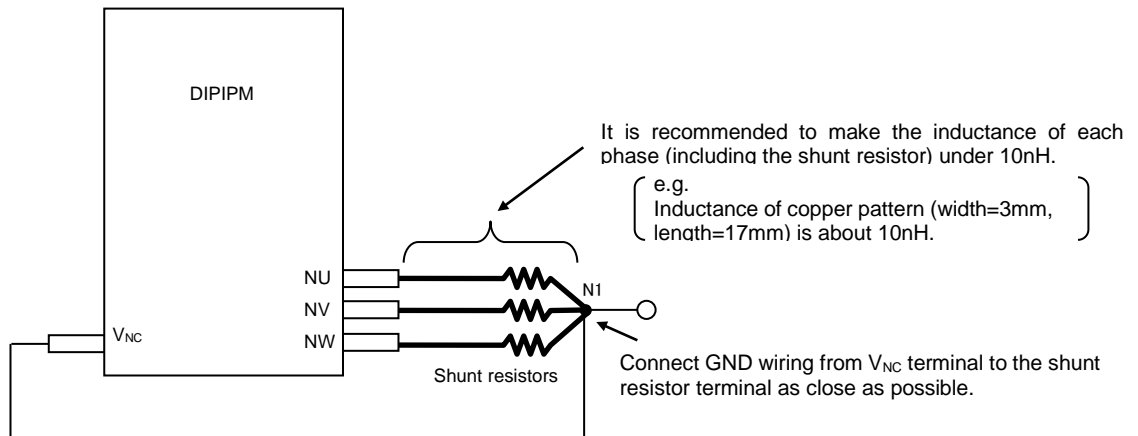 DIPIPM
It is recommended to make the inductance of each
phase (including the shunt resistor) under 10nH.
e.g.
Inductance of copper pattern (width=3mm,
length=17mm) is about 10nH.
NU
N1
NV
VNC
NW
Shunt resistors
Connect GND wiring from VNC terminal to the shunt
resistor terminal as close as possible.